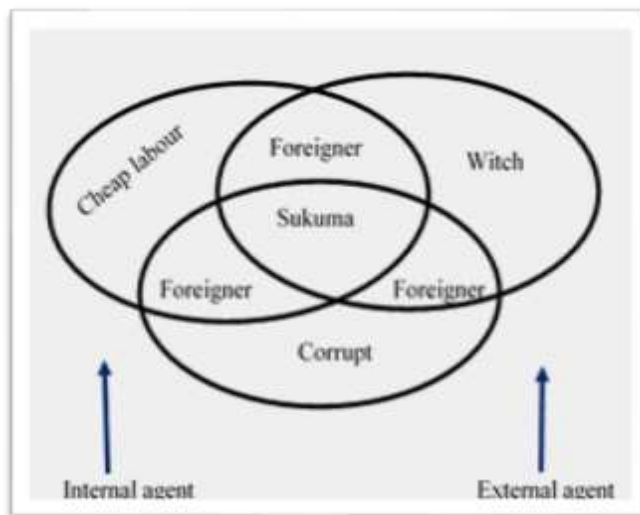 Cheap labour
Foreigner
Witch
Sukuma
Foreigner
Foreigner
Corrupt
Internal agent
External agent